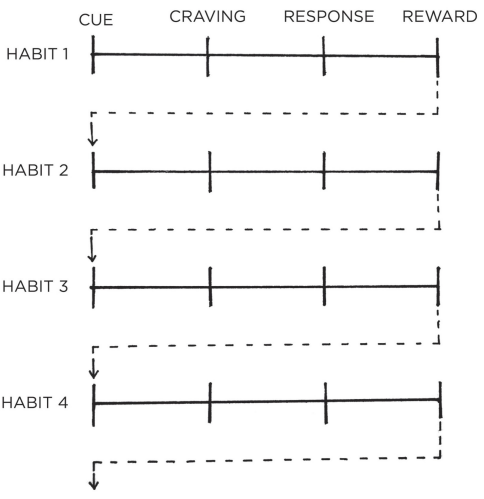 CUE CRAVING RESPONSE REWARD
HABIT 1
HABIT 2
HABIT 3
HABIT 4